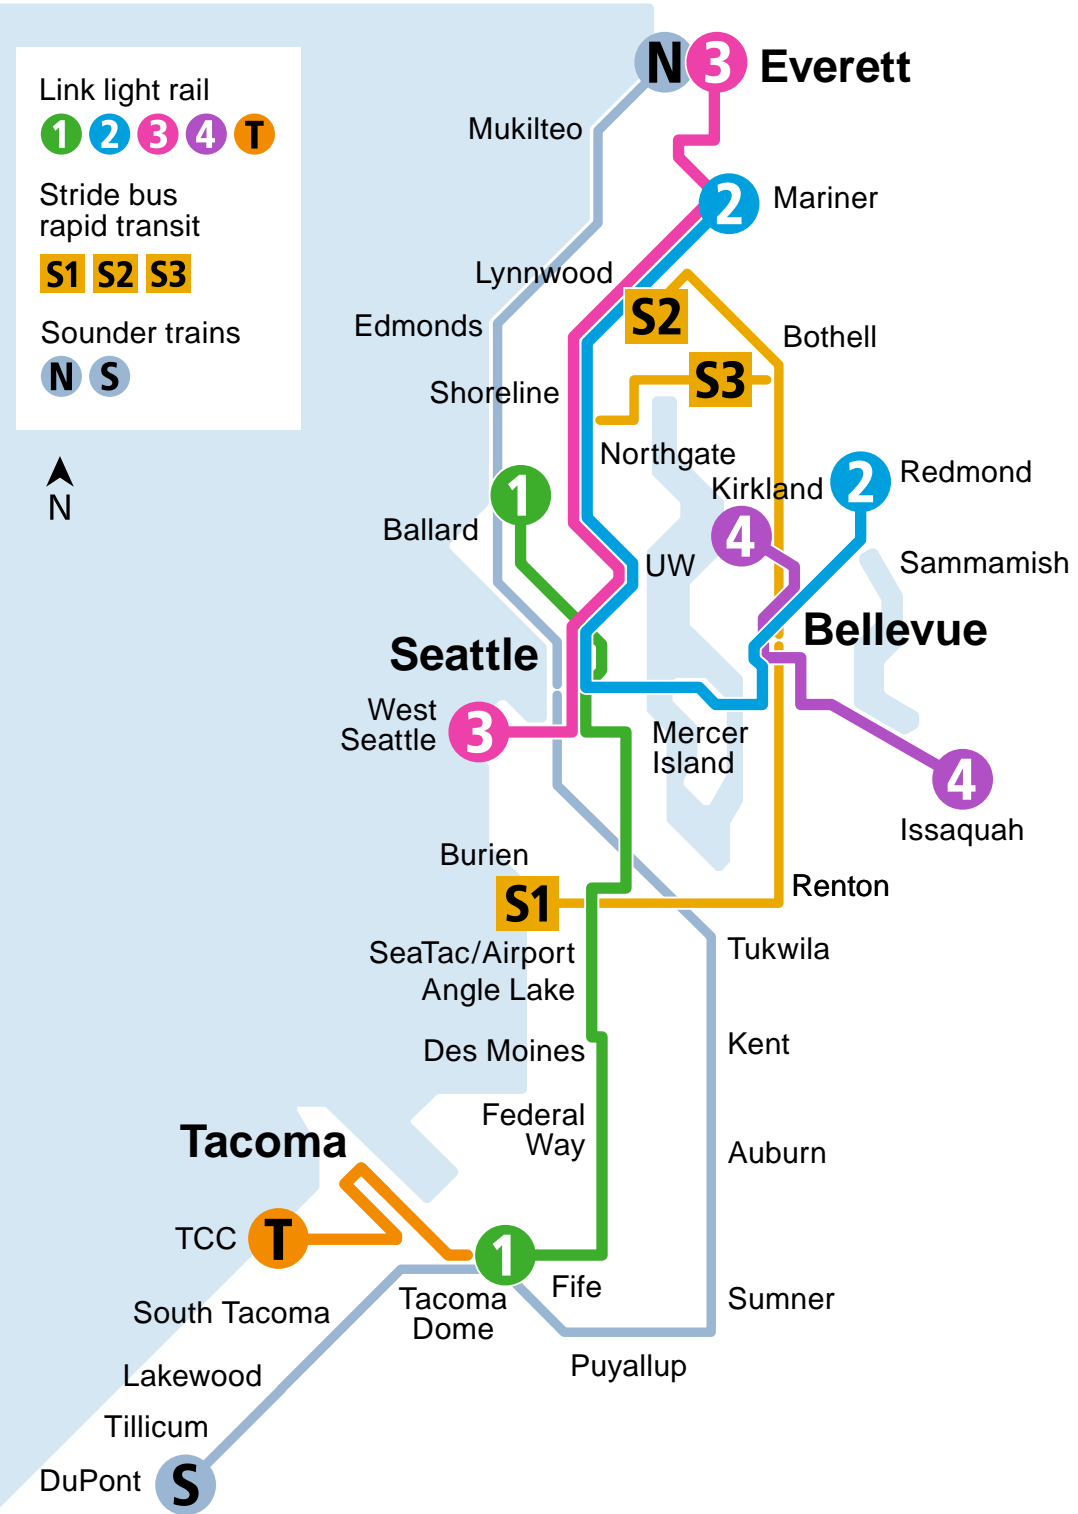 Link light rail
1 2 3 4 T
Stride bus
rapid transit
S1 S2 S3
Sounder trains
N S
N
N 3 Everett
Mukilteo
2 Mariner
Lynnwood
S2
Edmonds
Bothell
S3
Shoreline
Northgate
Kirkland
2 Redmond
1
Ballard
4
UW
Sammamish
Seattle
Bellevue
West
Seattle
3
Mercer
Island
4
Issaquah
Burien
S1
Renton
SeaTac/Airport
Tukwila
Angle Lake
Des Moines
Kent
Federal
Way
Tacoma
Auburn
TCC T
1
Fife
Tacoma
Dome
South Tacoma
Sumner
Puyallup
Lakewood
Tillicum
DuPont S